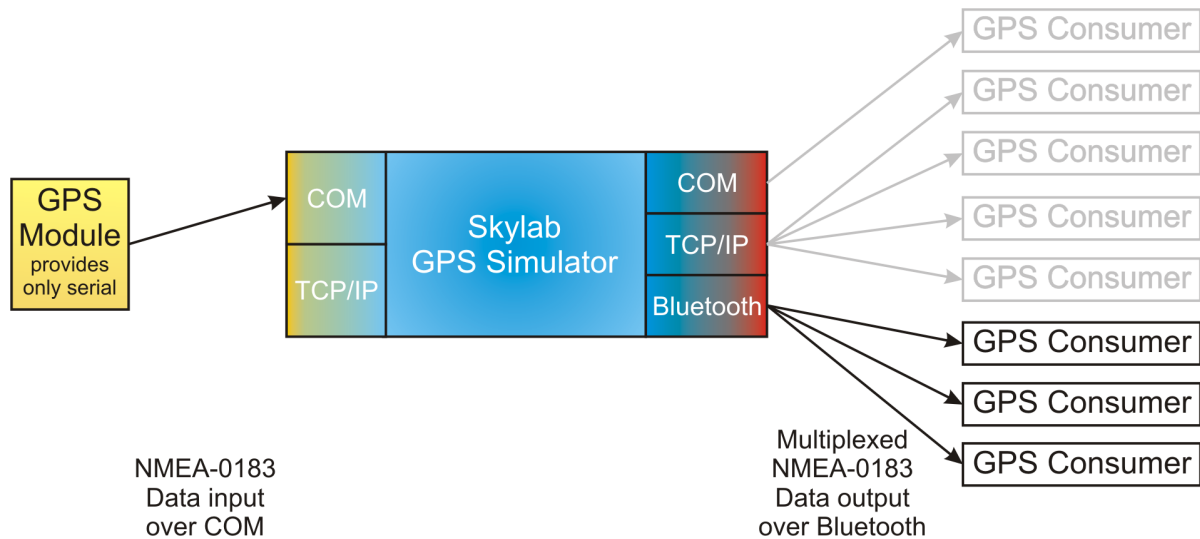 GPS
Module
provides
only serial
NMEA-0183
Data input
over COM
COM
TCP/IP
Skylab
GPS Simulator
COM
TCP/IP
Bluetooth
Multiplexed
NMEA-0183
Data output
over Bluetooth
GPS Consumer
GPS Consumer
GPS Consumer
GPS Consumer
GPS Consumer
GPS Consumer
GPS Consumer
GPS Consumer